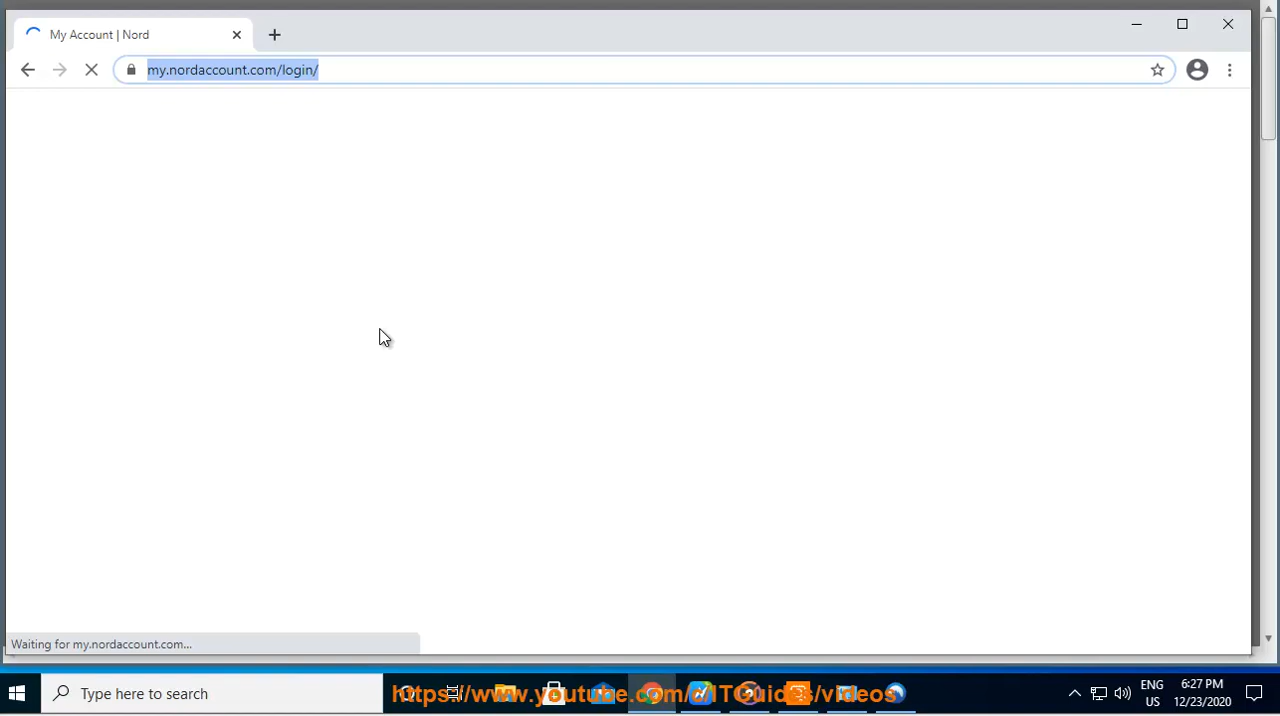 My Account | Nord
my.nordaccount.com/login/
Waiting for my.nordaccount.com...
Type here to search
ENG
US
6:27 PM
12/23/2020